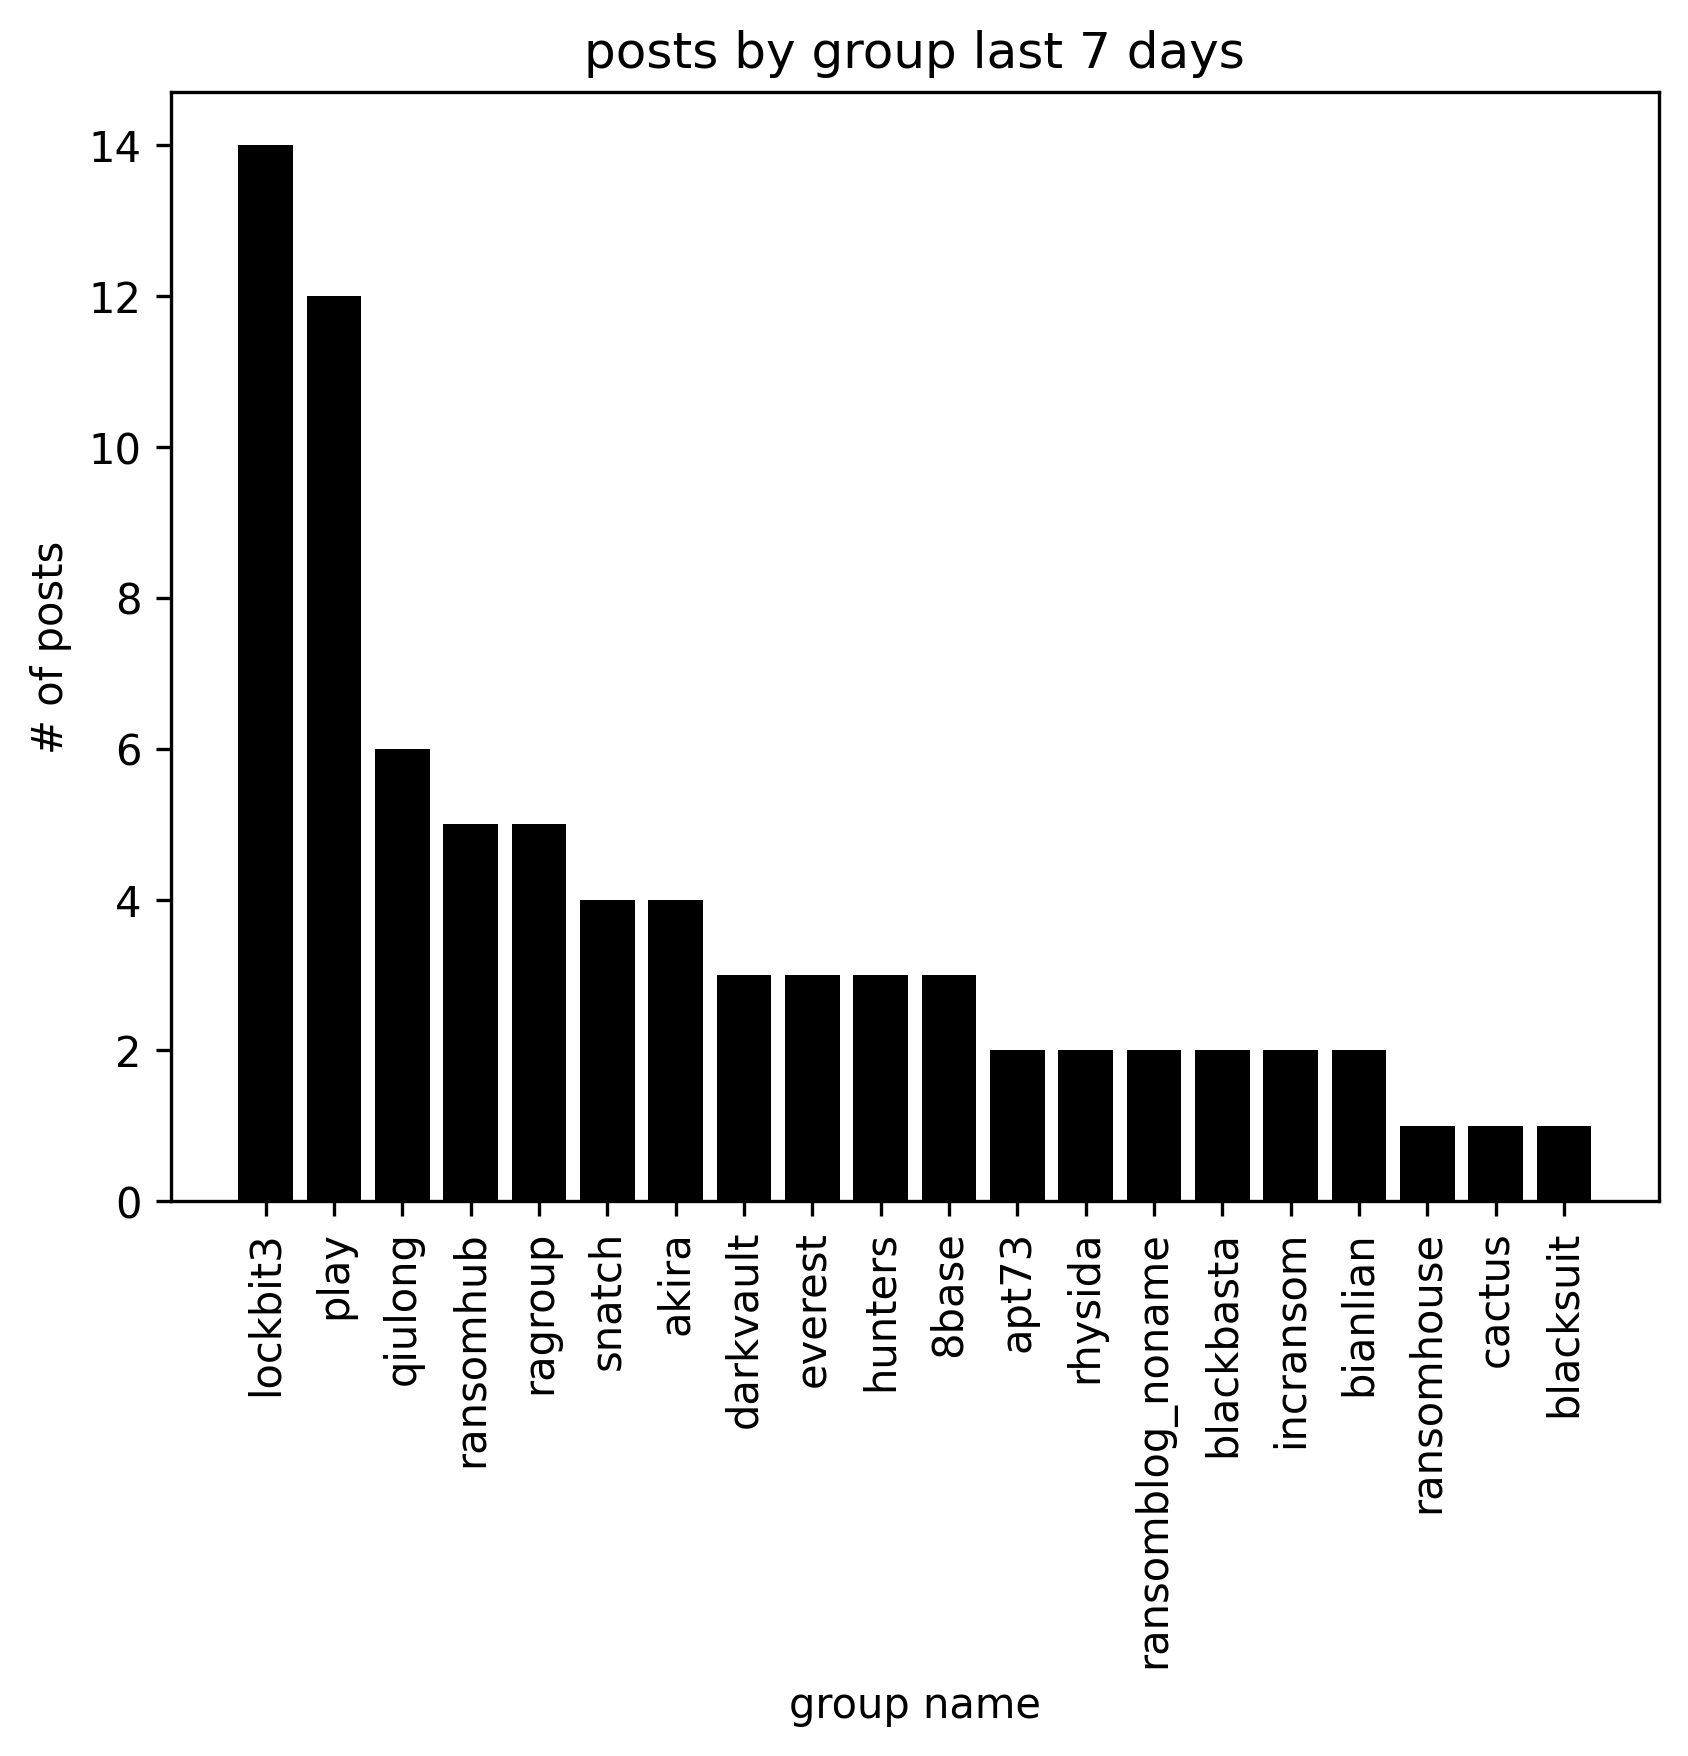 posts by group last 7 days
14
12
10
8
6
4
2
0
# of posts
lockbit3
play
qiulong
ransomhub
ragroup
snatch
akira
darkvault
everest
hunters
8base
apt73
rhysida
ransomblog_noname
blackbasta
incransom
bianlian
ransomhouse
cactus
blacksuit
group name